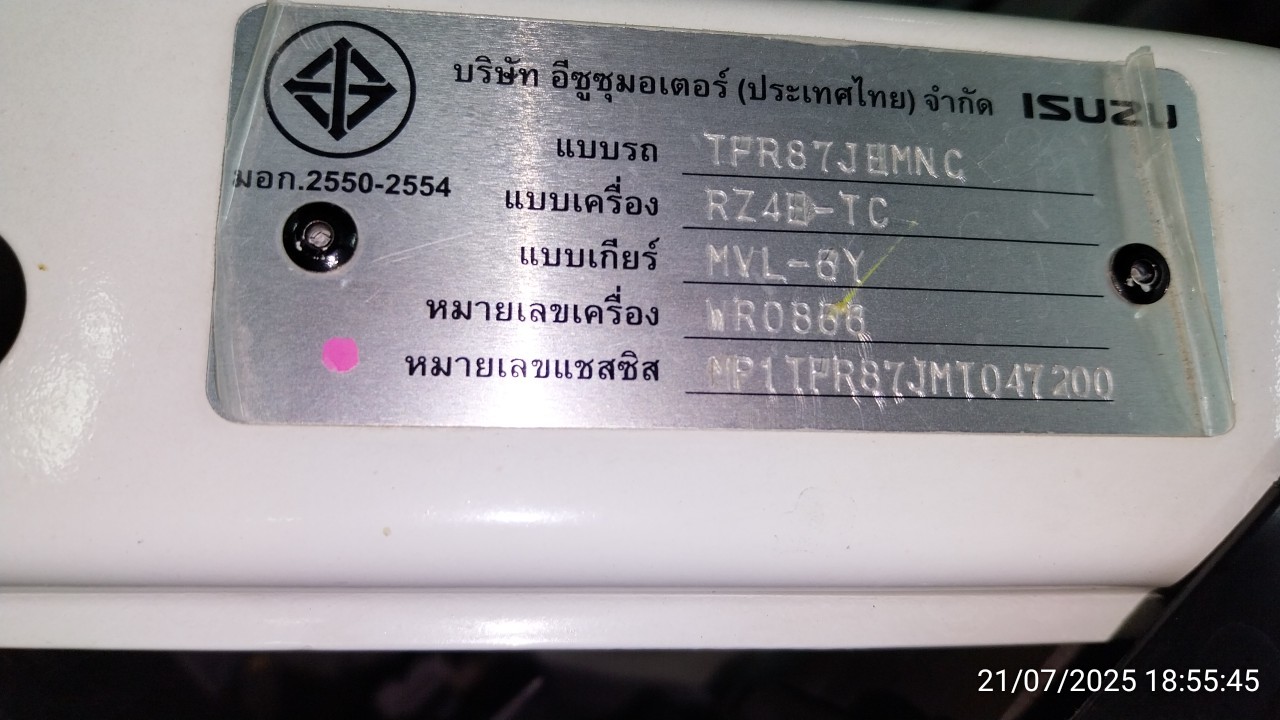 บริษัท อีซูซุมอเตอร์ (ประเทศไทย) จำกัด ISUZU
มอก.2550-2554
แบบรถ TFR87JEMNC
แบบเครื่อง RZ4E-TC
แบบเกียร์ MVL-6Y
หมายเลขเครื่อง
หมายเลขแชสซิส MP1TFR87JMT047200
21/07/2025 18:55:45